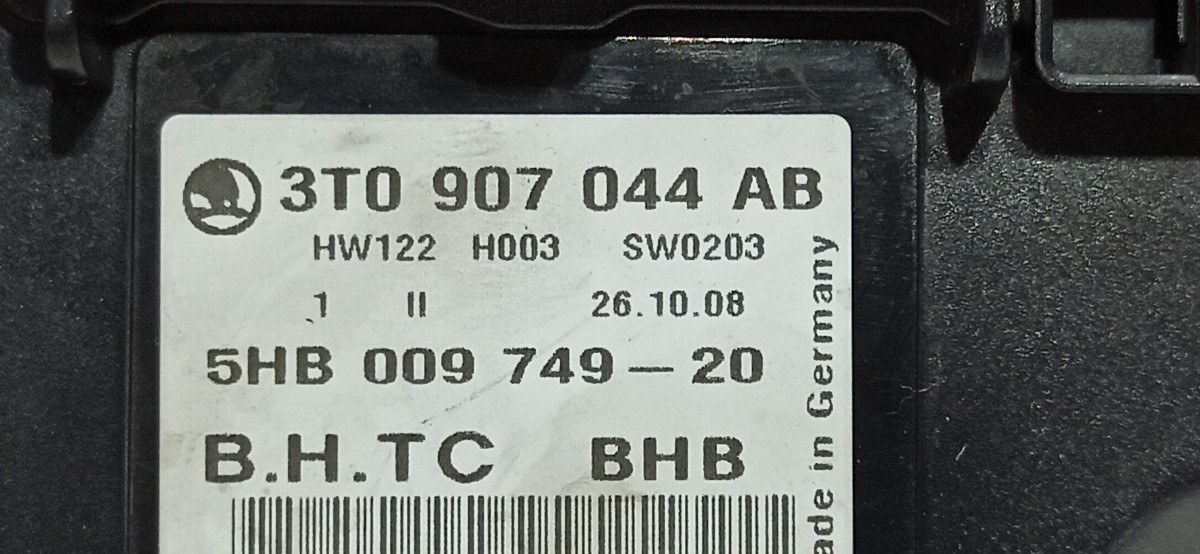 3T0 907 044 AB
HW122 H003 SW0203
1 II 26.10.08
5HB 009 749-20
B.H.TC BHB
ade in Germany